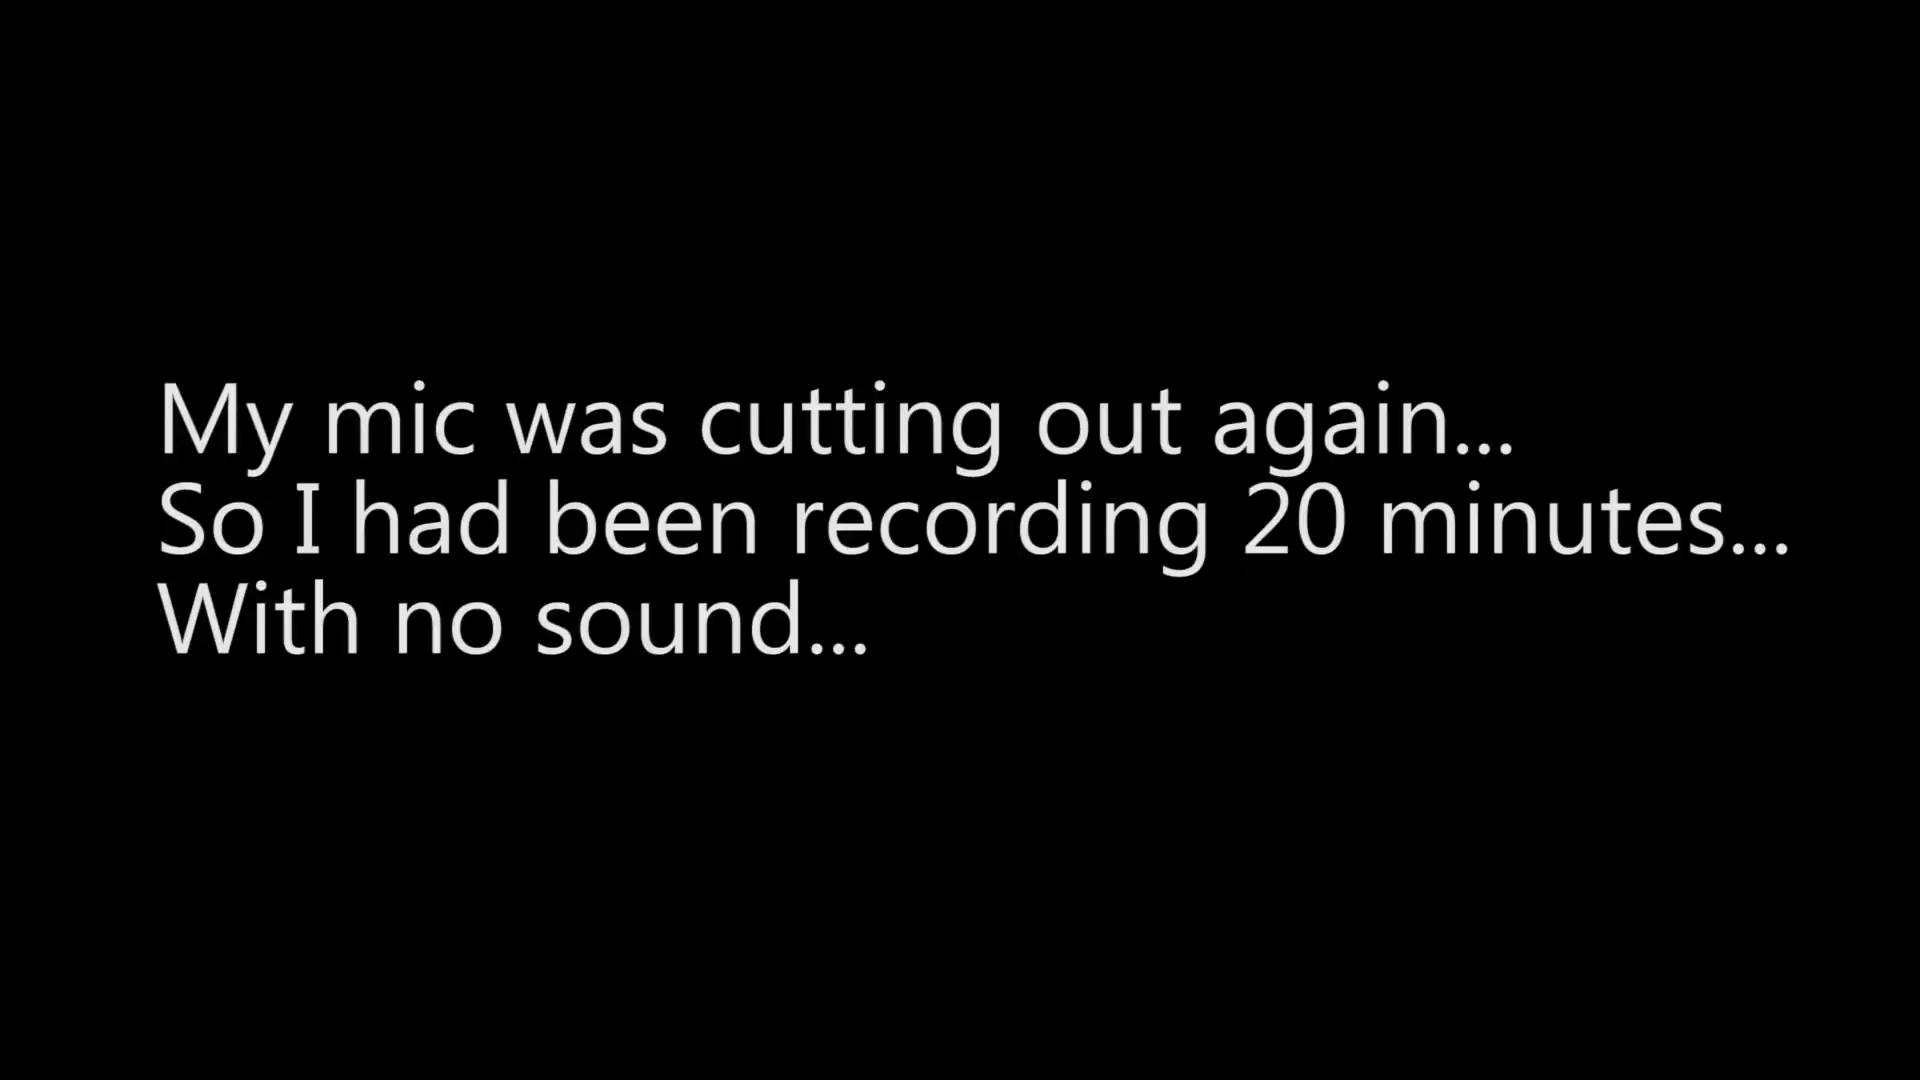 My mic was cutting out again...
So I had been recording 20 minutes...
With no sound...